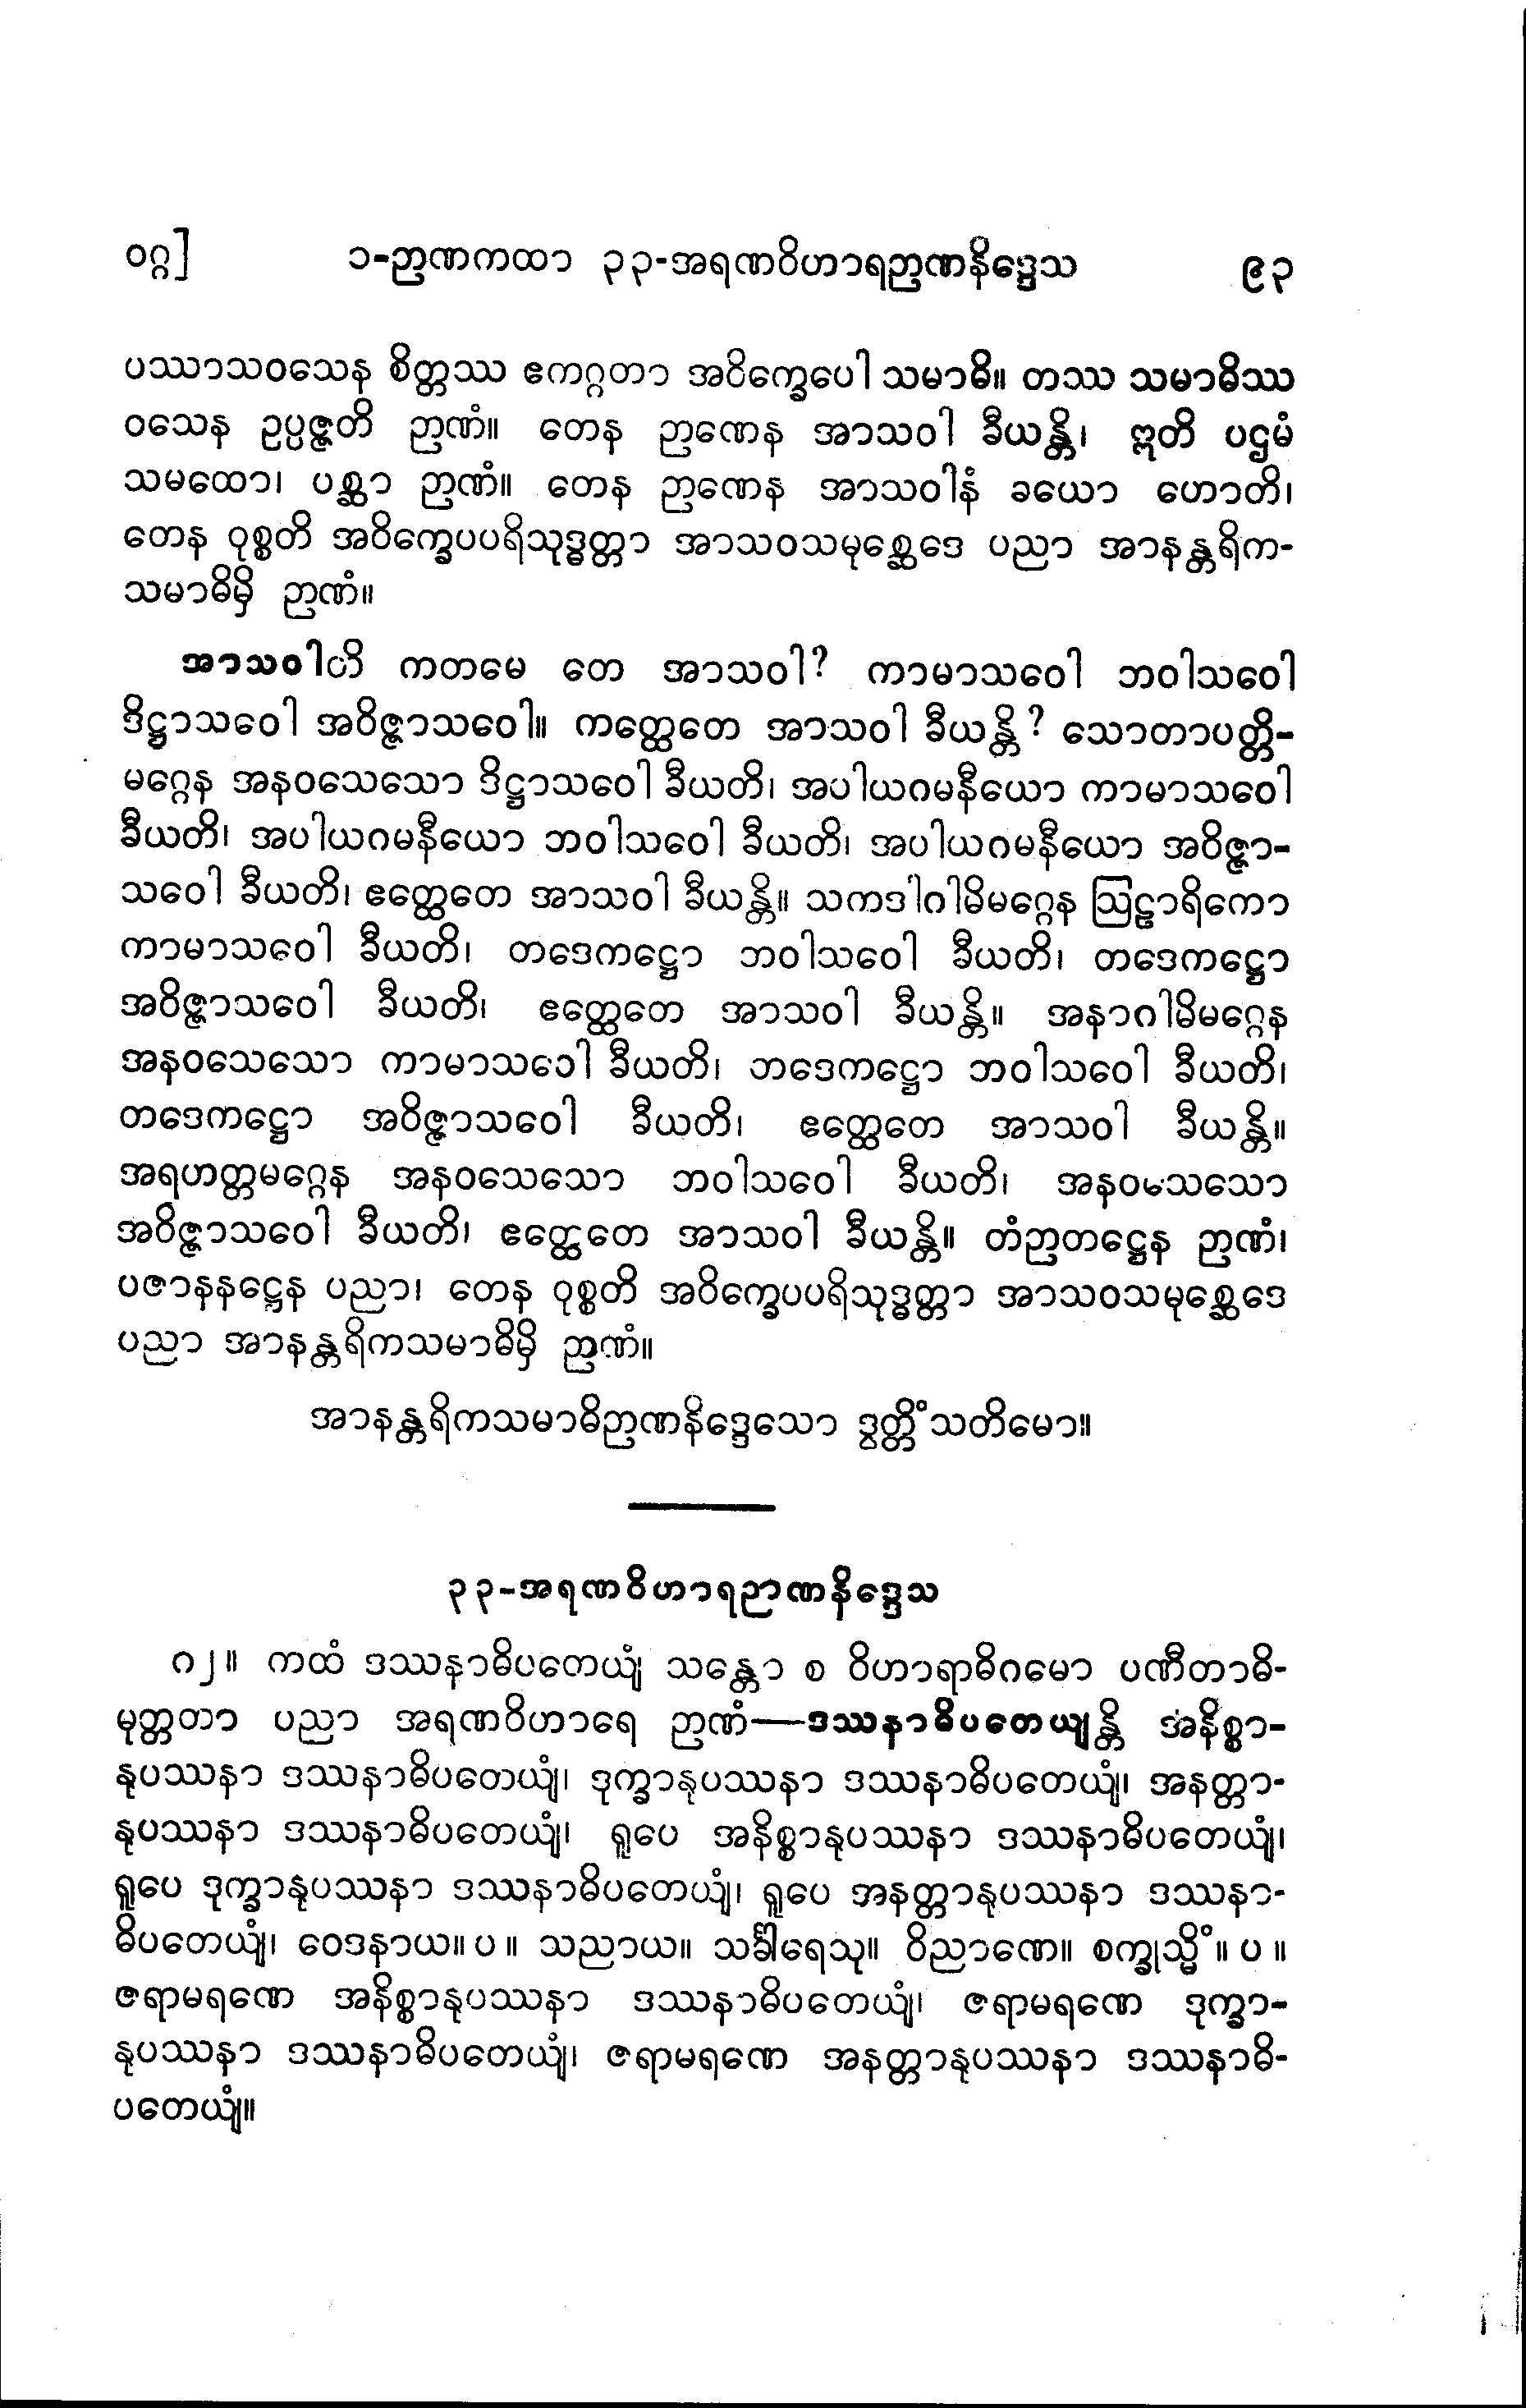 ဝဂ္ဂ] ၁-ဉာဏကထာ ၃၃-အရဏဝိဟာရဉာဏနိဒ္ဒေသ ၉၃
ပဿာသဝသေန စိတ္တဿ ဧကဂ္ဂတာ အဝိက္ခေပေါ သမာဓိ။ တဿ သမာဓိဿ
ဝသေန ဥပ္ပဇ္ဇတိ ဉာဏံ။ တေန ဉာဏေန အာသဝါ ခီယန္တိ၊ ဣတိ ပဌမံ
သမထော၊ ပစ္ဆာ ဉာဏံ။ တေန ဉာဏေန အာသဝါနံ ခယော ဟောတိ၊
တေန ဝုစ္စတိ အဝိက္ခေပပရိသုဒ္ဓတ္တာ အာသဝသမုစ္ဆေဒေ ပညာ အာနန္တရိက-
သမာဓိမှိ ဉာဏံ။
အာသဝါတိ ကတမေ တေ အာသဝါ? ကာမာသဝေါ ဘဝါသဝေါ
ဒိဋ္ဌာသဝေါ အဝိဇ္ဇာသဝေါ။ ကတ္ထေတေ အာသဝါ ခီယန္တိ? သောတာပတ္တိ-
မဂ္ဂေန အနဝသေသော ဒိဋ္ဌာသဝေါ ခီယတိ၊ အပါယဂမနီယော ကာမာသဝေါ
ခီယတိ၊ အပါယဂမနီယော ဘဝါသဝေါ ခီယတိ၊ အပါယဂမနီယော အဝိဇ္ဇာ-
သဝေါ ခီယတိ၊ ဧတ္ထေတေ အာသဝါ ခီယန္တိ။ သကဒါဂါမိမဂ္ဂေန ဩဠာရိကော
ကာမာသဝေါ ခီယတိ၊ တဒေကဋ္ဌော ဘဝါသဝေါ ခီယတိ၊ တဒေကဋ္ဌော
အဝိဇ္ဇာသဝေါ ခီယတိ၊ ဧတ္ထေတေ အာသဝါ ခီယန္တိ။ အနာဂါမိမဂ္ဂေန
အနဝသေသော ကာမာသဝေါ ခီယတိ၊ ဘဒေကဋ္ဌော ဘဝါသဝေါ ခီယတိ၊
တဒေကဋ္ဌော အဝိဇ္ဇာသဝေါ ခီယတိ၊ ဧတ္ထေတေ အာသဝါ ခီယန္တိ။
အရဟတ္တမဂ္ဂေန အနဝသေသော ဘဝါသဝေါ ခီယတိ၊ အနဝသေသော
အဝိဇ္ဇာသဝေါ ခီယတိ၊ ဧတ္ထေတေ အာသဝါ ခီယန္တိ။ တံဉာတဋ္ဌေန ဉာဏံ၊
ပဇာနနဋ္ဌေန ပညာ၊ တေန ဝုစ္စတိ အဝိက္ခေပပရိသုဒ္ဓတ္တာ အာသဝသမုစ္ဆေဒေ
ပညာ အာနန္တရိကသမာဓိမှိ ဉာဏံ။
အာနန္တရိကသမာဓိဉာဏနိဒ္ဒေသော ဒွတ္တိံသတိမော။
၃၃-အရဏဝိဟာရဉာဏနိဒ္ဒေသ
ဂ၂။ ကထံ ဒဿနာဓိပတေယျံ သန္တော စ ဝိဟာရာဓိဂမော ပဏီတာဓိ-
မုတ္တတာ ပညာ အရဏဝိဟာရေ ဉာဏံ—ဒဿနာဓိပတေယျန္တိ အနိစ္စာ-
နုပဿနာ ဒဿနာဓိပတေယျံ၊ ဒုက္ခာနုပဿနာ ဒဿနာဓိပတေယျံ၊ အနတ္တာ-
နုပဿနာ ဒဿနာဓိပတေယျံ၊ ရူပေ အနိစ္စာနုပဿနာ ဒဿနာဓိပတေယျံ၊
ရူပေ ဒုက္ခာနုပဿနာ ဒဿနာဓိပတေယျံ၊ ရူပေ အနတ္တာနုပဿနာ ဒဿနာ-
ဓိပတေယျံ၊ ဝေဒနာယ။ပ။ သညာယ။ သင်္ခါရေသု။ ဝိညာဏေ။ စက္ခုသ္မိံ။ပ။
ဇရာမရဏေ အနိစ္စာနုပဿနာ ဒဿနာဓိပတေယျံ၊ ဇရာမရဏေ ဒုက္ခာ-
နုပဿနာ ဒဿနာဓိပတေယျံ၊ ဇရာမရဏေ အနတ္တာနုပဿနာ ဒဿနာဓိ-
ပတေယျံ။